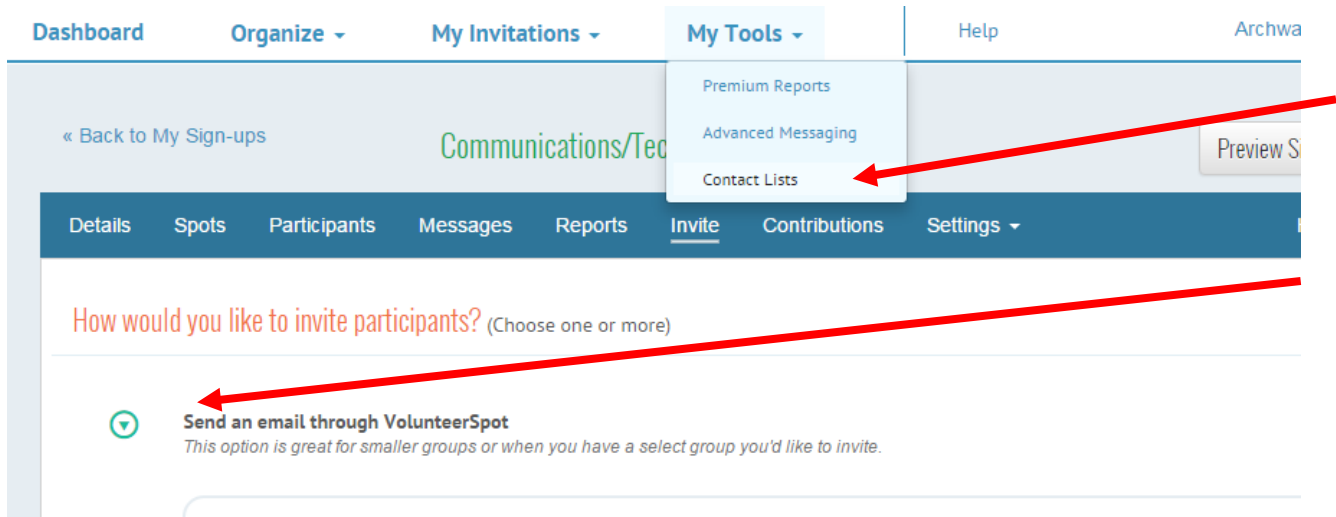 Dashboard Organize My Invitations My Tools Help Archwa
Premium Reports
« Back to My Sign-ups Communications/Tec Advanced Messaging Preview S
Contact Lists
Details Spots Participants Messages Reports Invite Contributions Settings
How would you like to invite participants? (Choose one or more)
Send an email through VolunteerSpot
This option is great for smaller groups or when you have a select group you'd like to invite.